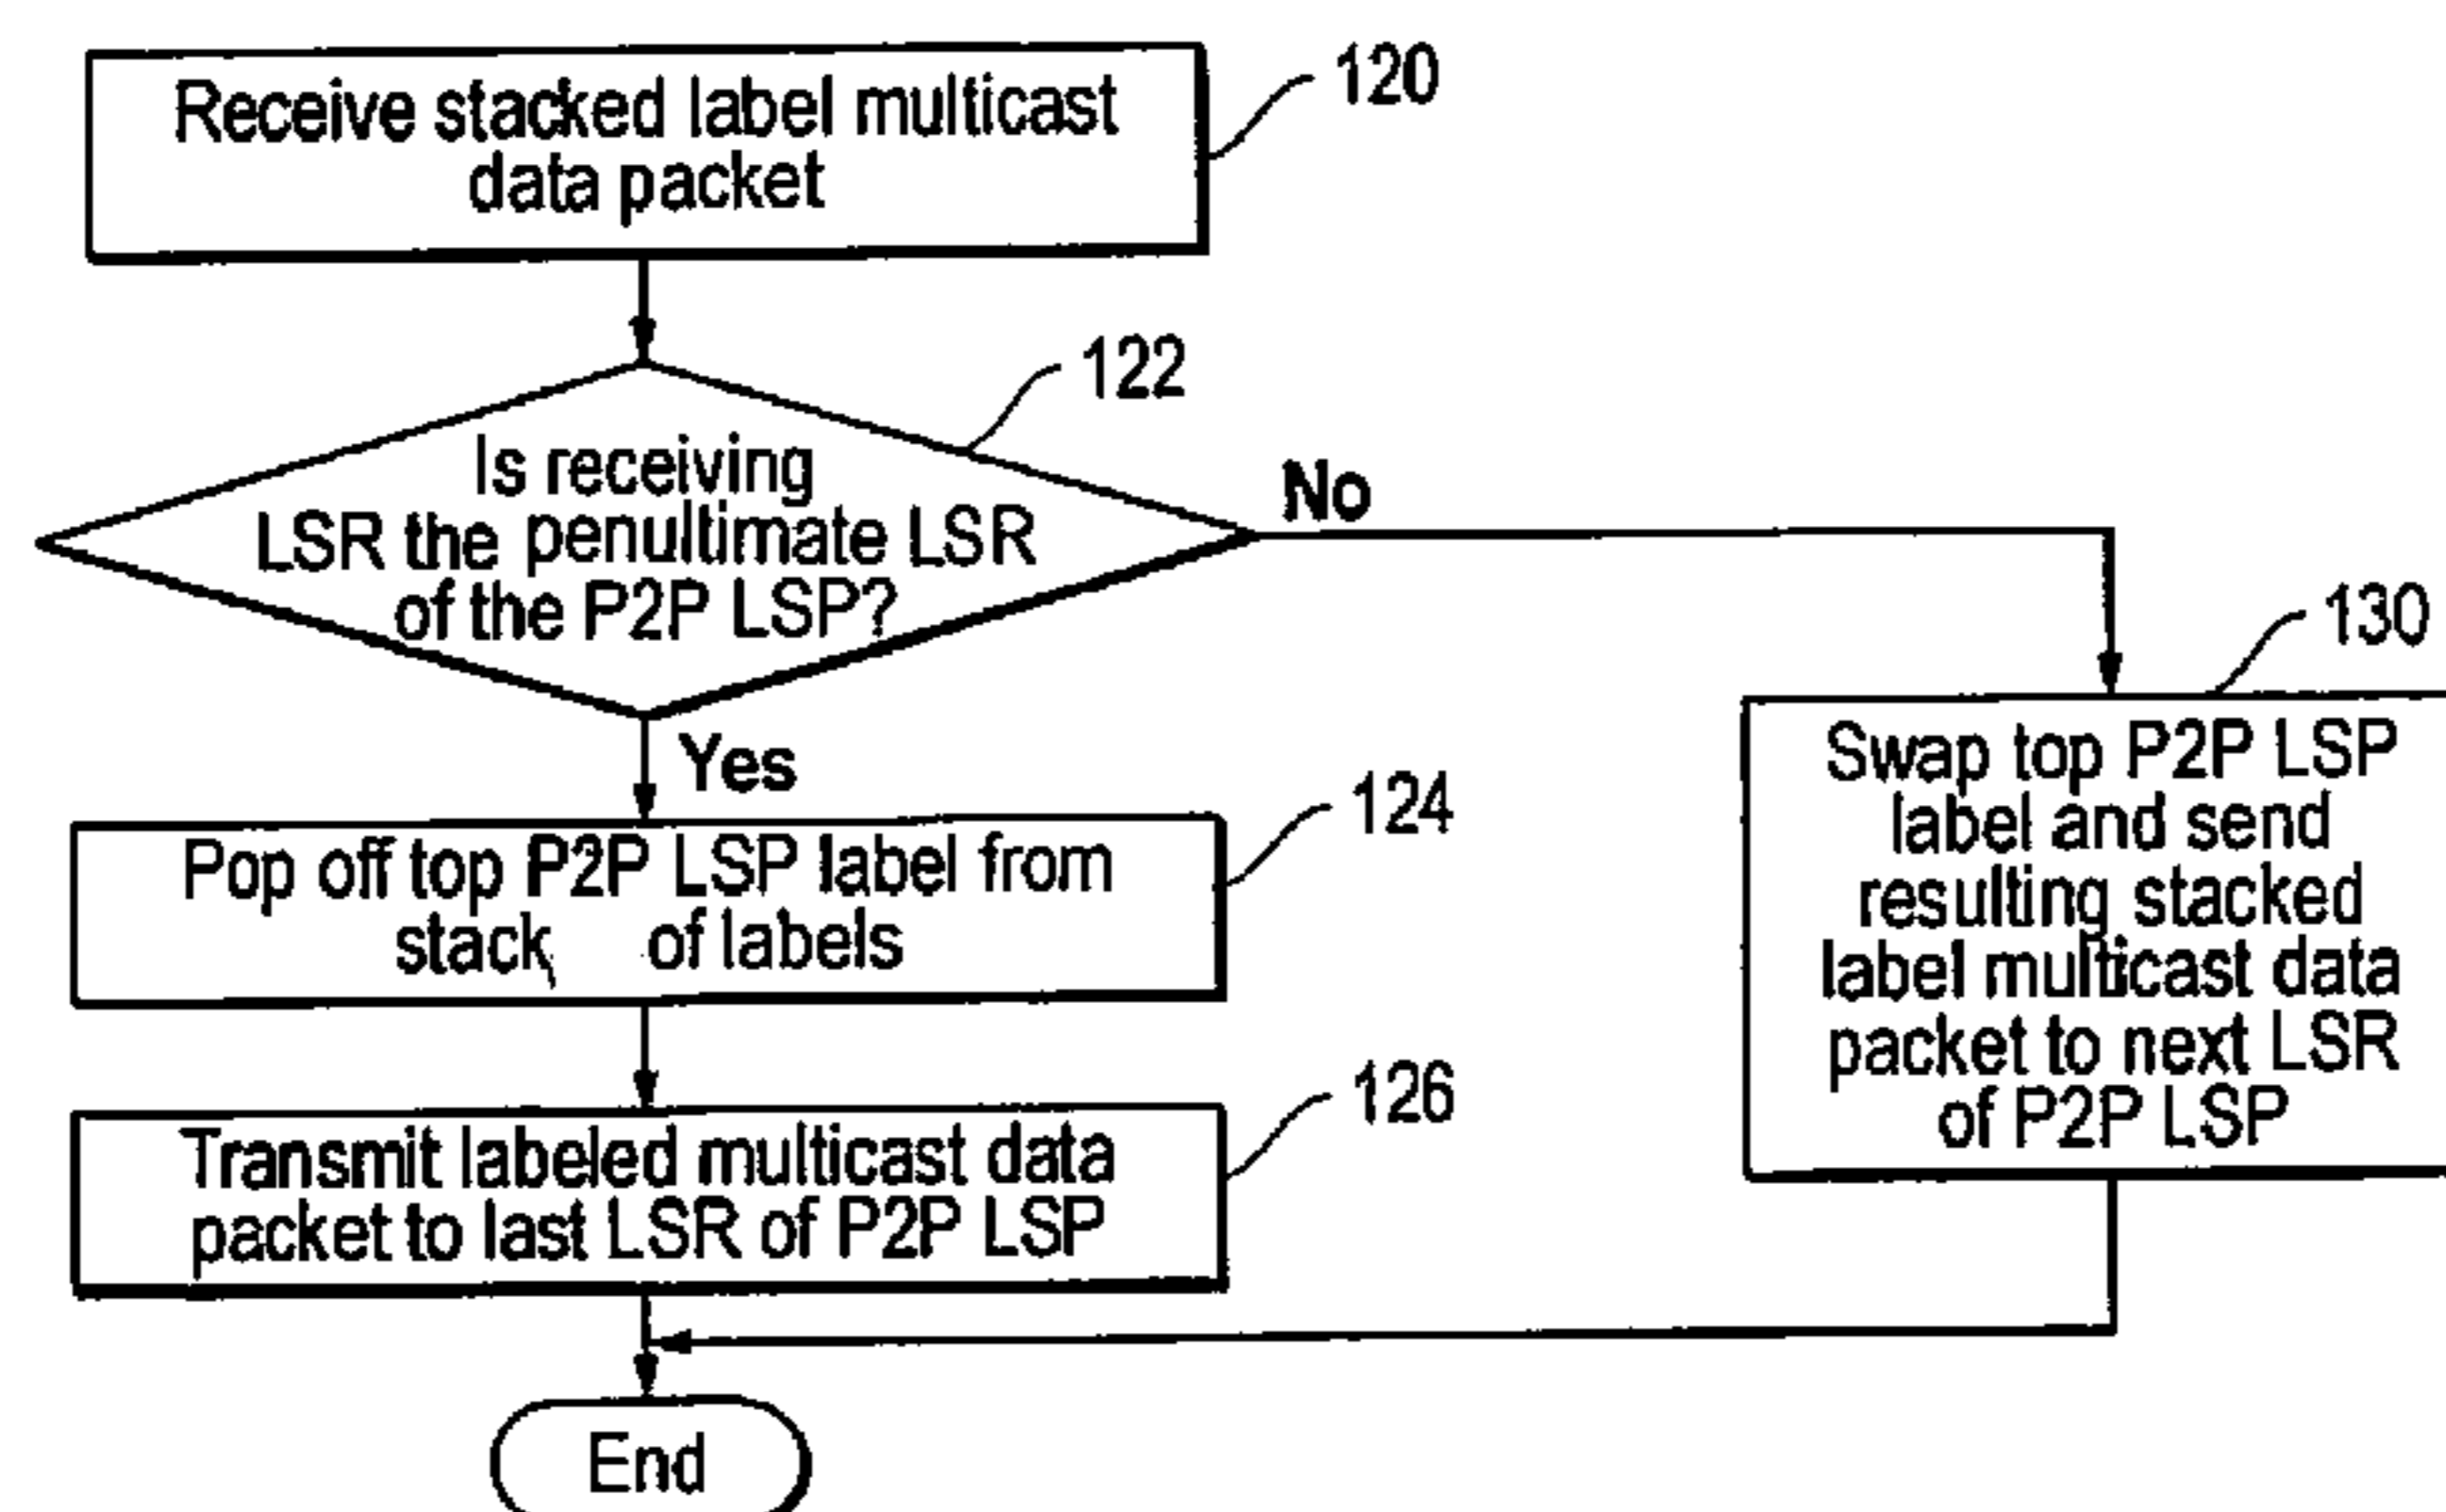 Receive stacked label multicast
data packet
120
122
Is receiving
LSR the penultimate LSR
of the P2P LSP?
No
Yes
130
Swap top P2P LSP
label and send
resulting stacked
label multicast data
packet to next LSR
of P2P LSP
124
Pop off top P2P LSP label from
stack, of labels
126
Transmit labeled multicast data
packet to last LSR of P2P LSP
End